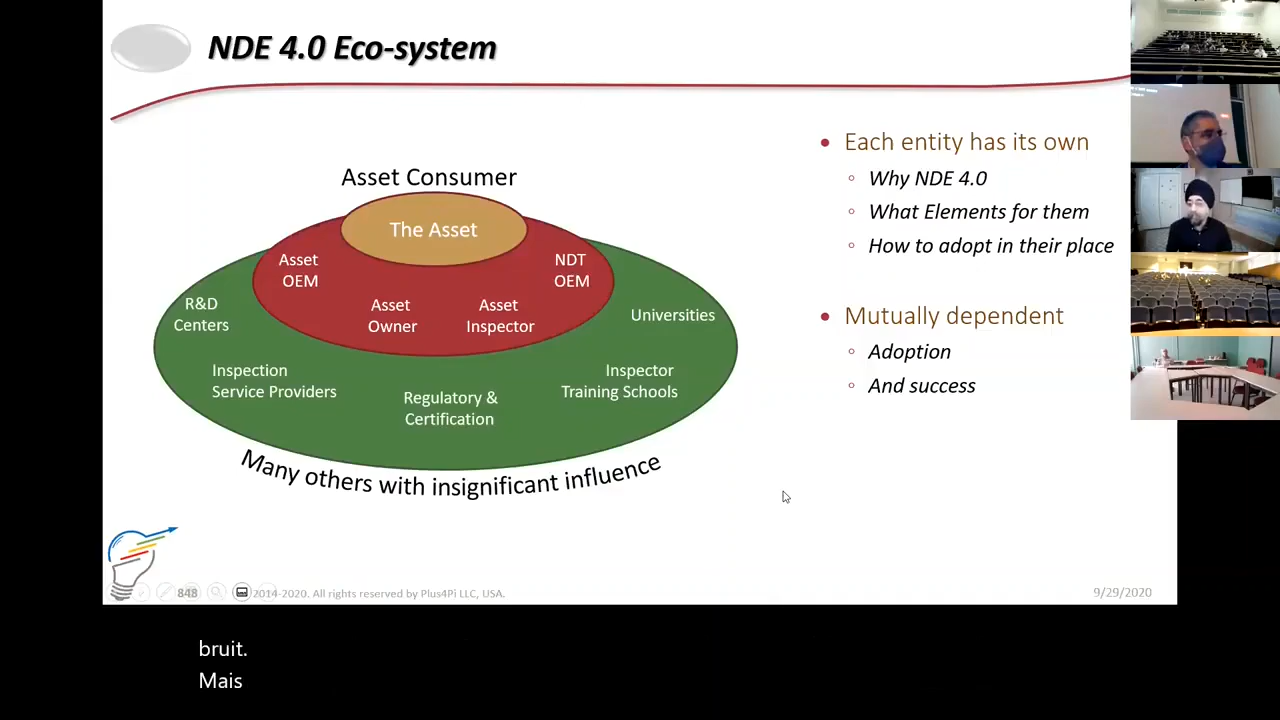 NDE 4.0 Eco-system
Asset Consumer
The Asset
Asset
OEM
NDT
OEM
Asset
Owner
Asset
Inspector
R&D
Centers
Universities
Inspection
Service Providers
Regulatory &
Certification
Inspector
Training Schools
Many others with insignificant influence
Each entity has its own
Why NDE 4.0
What Elements for them
How to adopt in their place
Mutually dependent
Adoption
And success
848
2014-2020. All rights reserved by Plus4Pi LLC, USA.
9/29/2020
bruit.
Mais